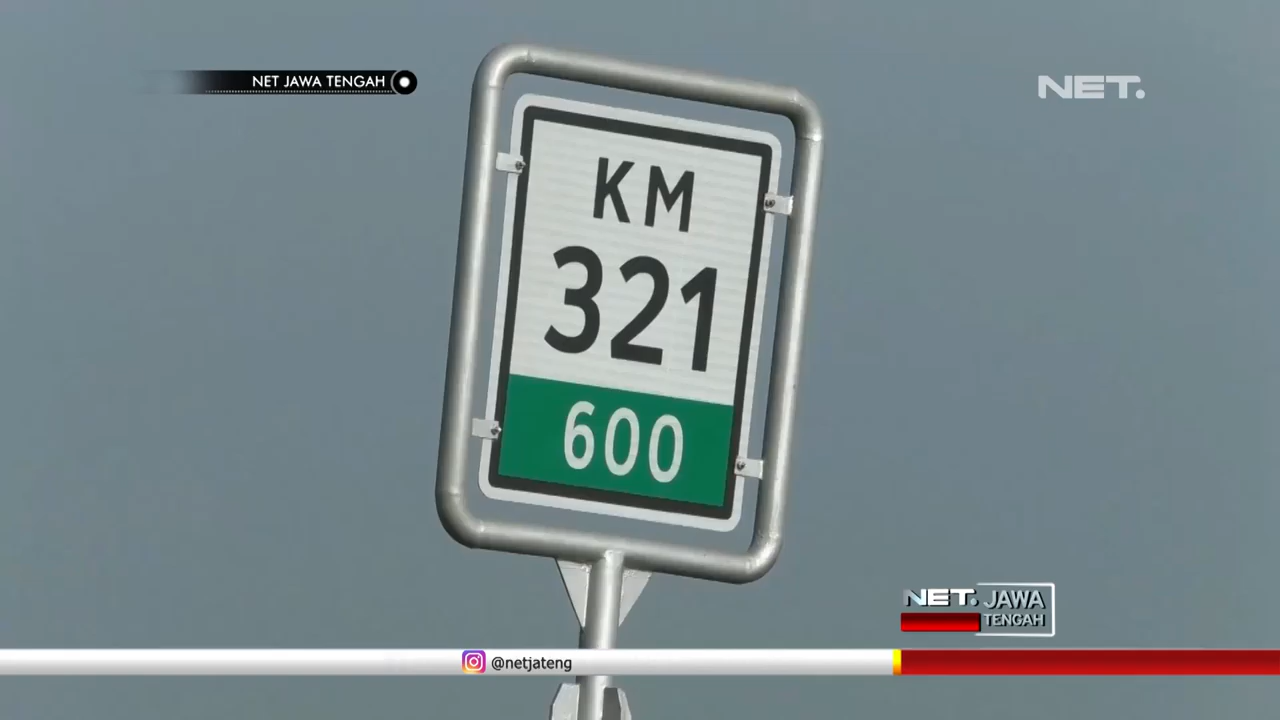 NET JAWA TENGAH
NET.
KM
321
600
NET. JAWA
TENGAH
@netjateng